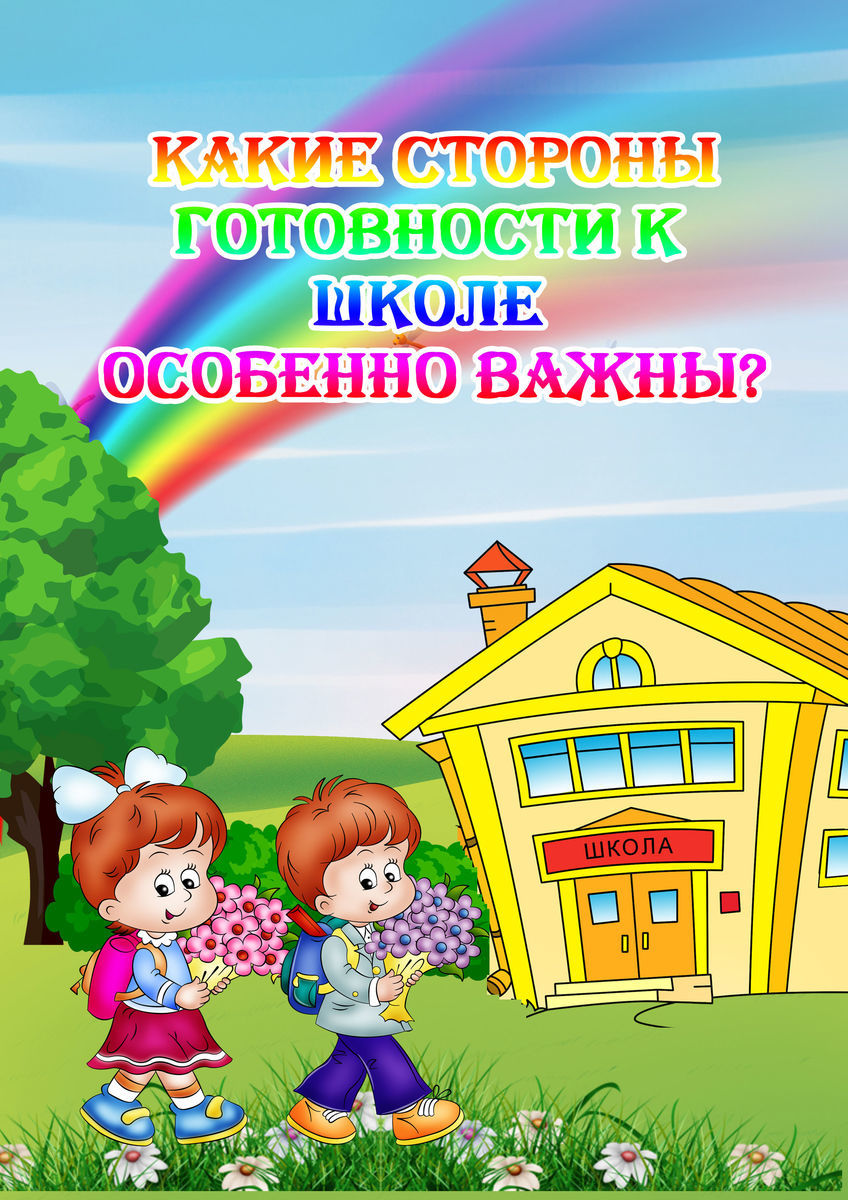 КАКИЕ СТОРОНЫ
ГОТОВНОСТИ К
ШКОЛЕ
ОСОБЕННО ВАЖНЫ?
ШКОЛА